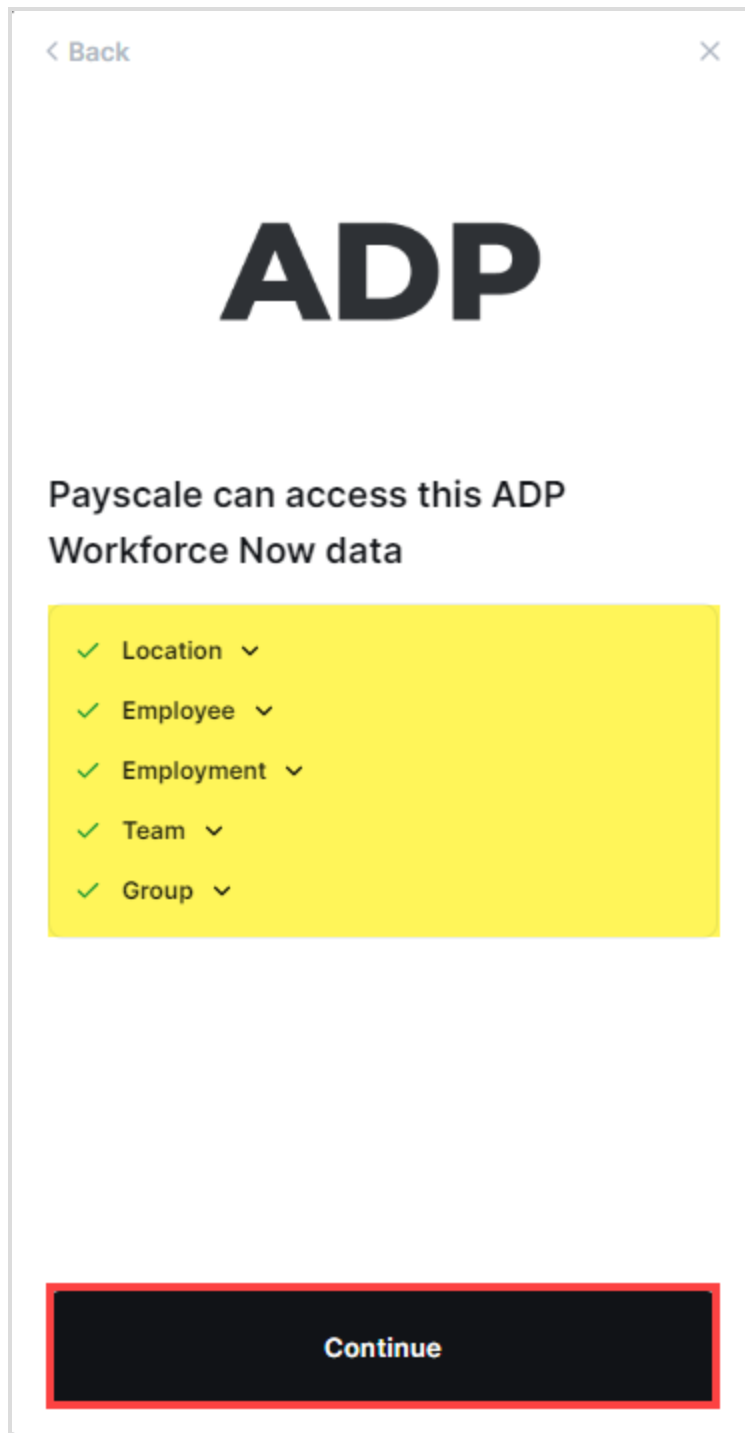 Back
ADP
Payscale can access this ADP
Workforce Now data
Location
Employee
Employment
Team
Group
Continue